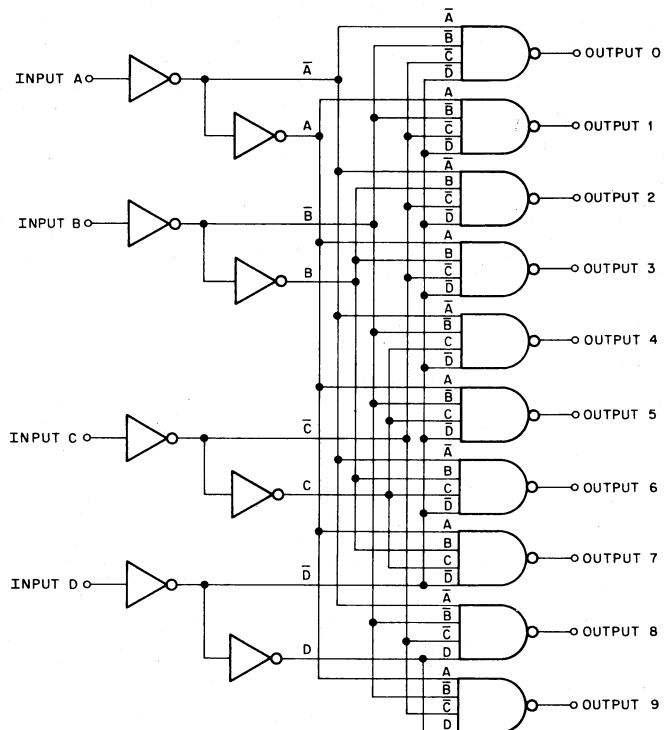 A̅
B̅
C̅
D̅
OUTPUT 0
INPUT A
A̅
A
B̅
C̅
D̅
OUTPUT 1
A
A̅
B
C̅
D̅
OUTPUT 2
INPUT B
B̅
A
B
C̅
D̅
OUTPUT 3
B
A̅
B̅
C
D̅
OUTPUT 4
A
B̅
C
D̅
OUTPUT 5
INPUT C
C̅
A̅
B
C
D̅
OUTPUT 6
C
A
B
C
D̅
OUTPUT 7
INPUT D
D̅
A̅
B̅
C̅
D
OUTPUT 8
D
A
B̅
C̅
D
OUTPUT 9